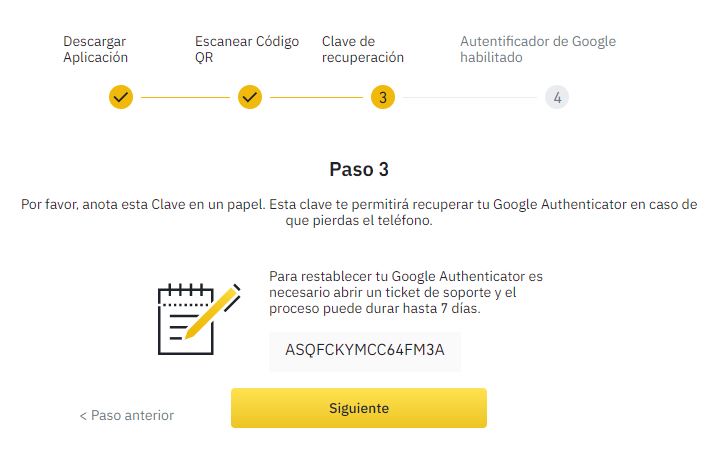 Descargar
Aplicación
Escanear Código
QR
Clave de
recuperación
Autentificador de Google
habilitado
3
4
Paso 3
Por favor, anota esta Clave en un papel. Esta clave te permitirá recuperar tu Google Authenticator en caso de
que pierdas el teléfono.
Para restablecer tu Google Authenticator es
necesario abrir un ticket de soporte y el
proceso puede durar hasta 7 días.
ASQFCKYMCC64FM3A
< Paso anterior
Siguiente